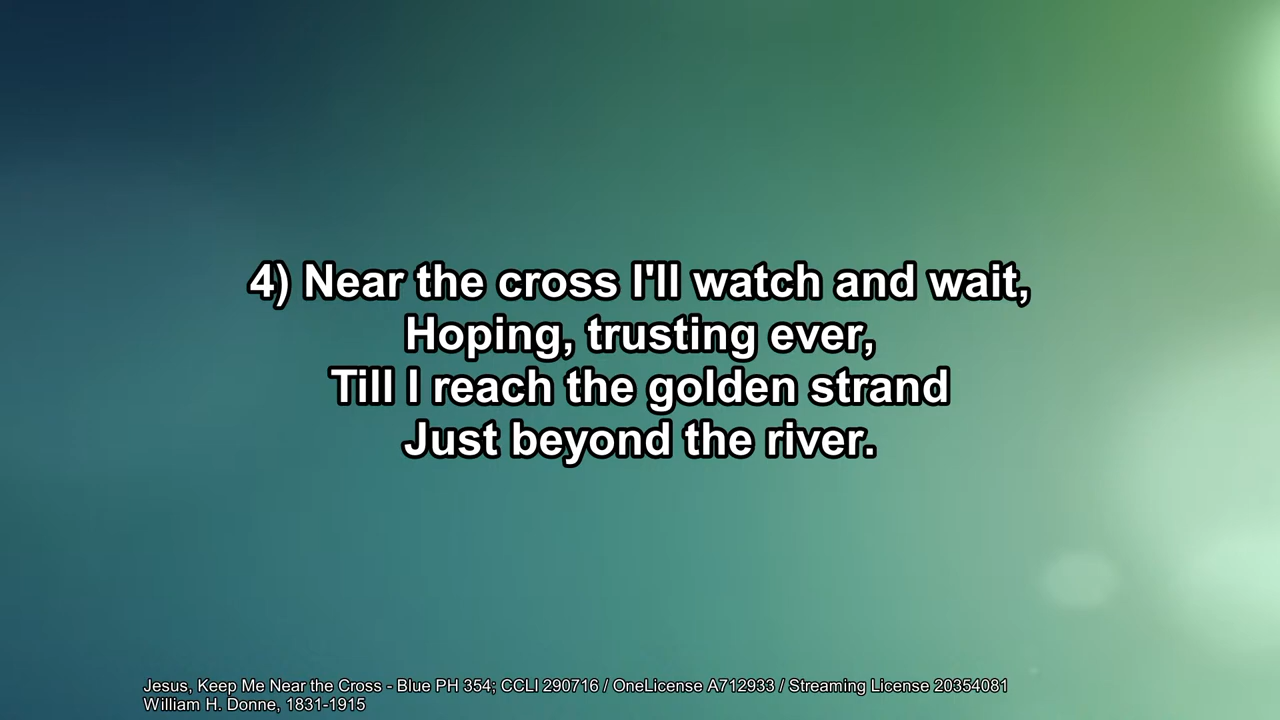 4) Near the cross I'll watch and wait,
Hoping, trusting ever,
Till I reach the golden strand
Just beyond the river.
Jesus, Keep Me Near the Cross - Blue PH 354; CCLI 290716 / OneLicense A712933 / Streaming License 20354081
William H. Donne, 1831-1915